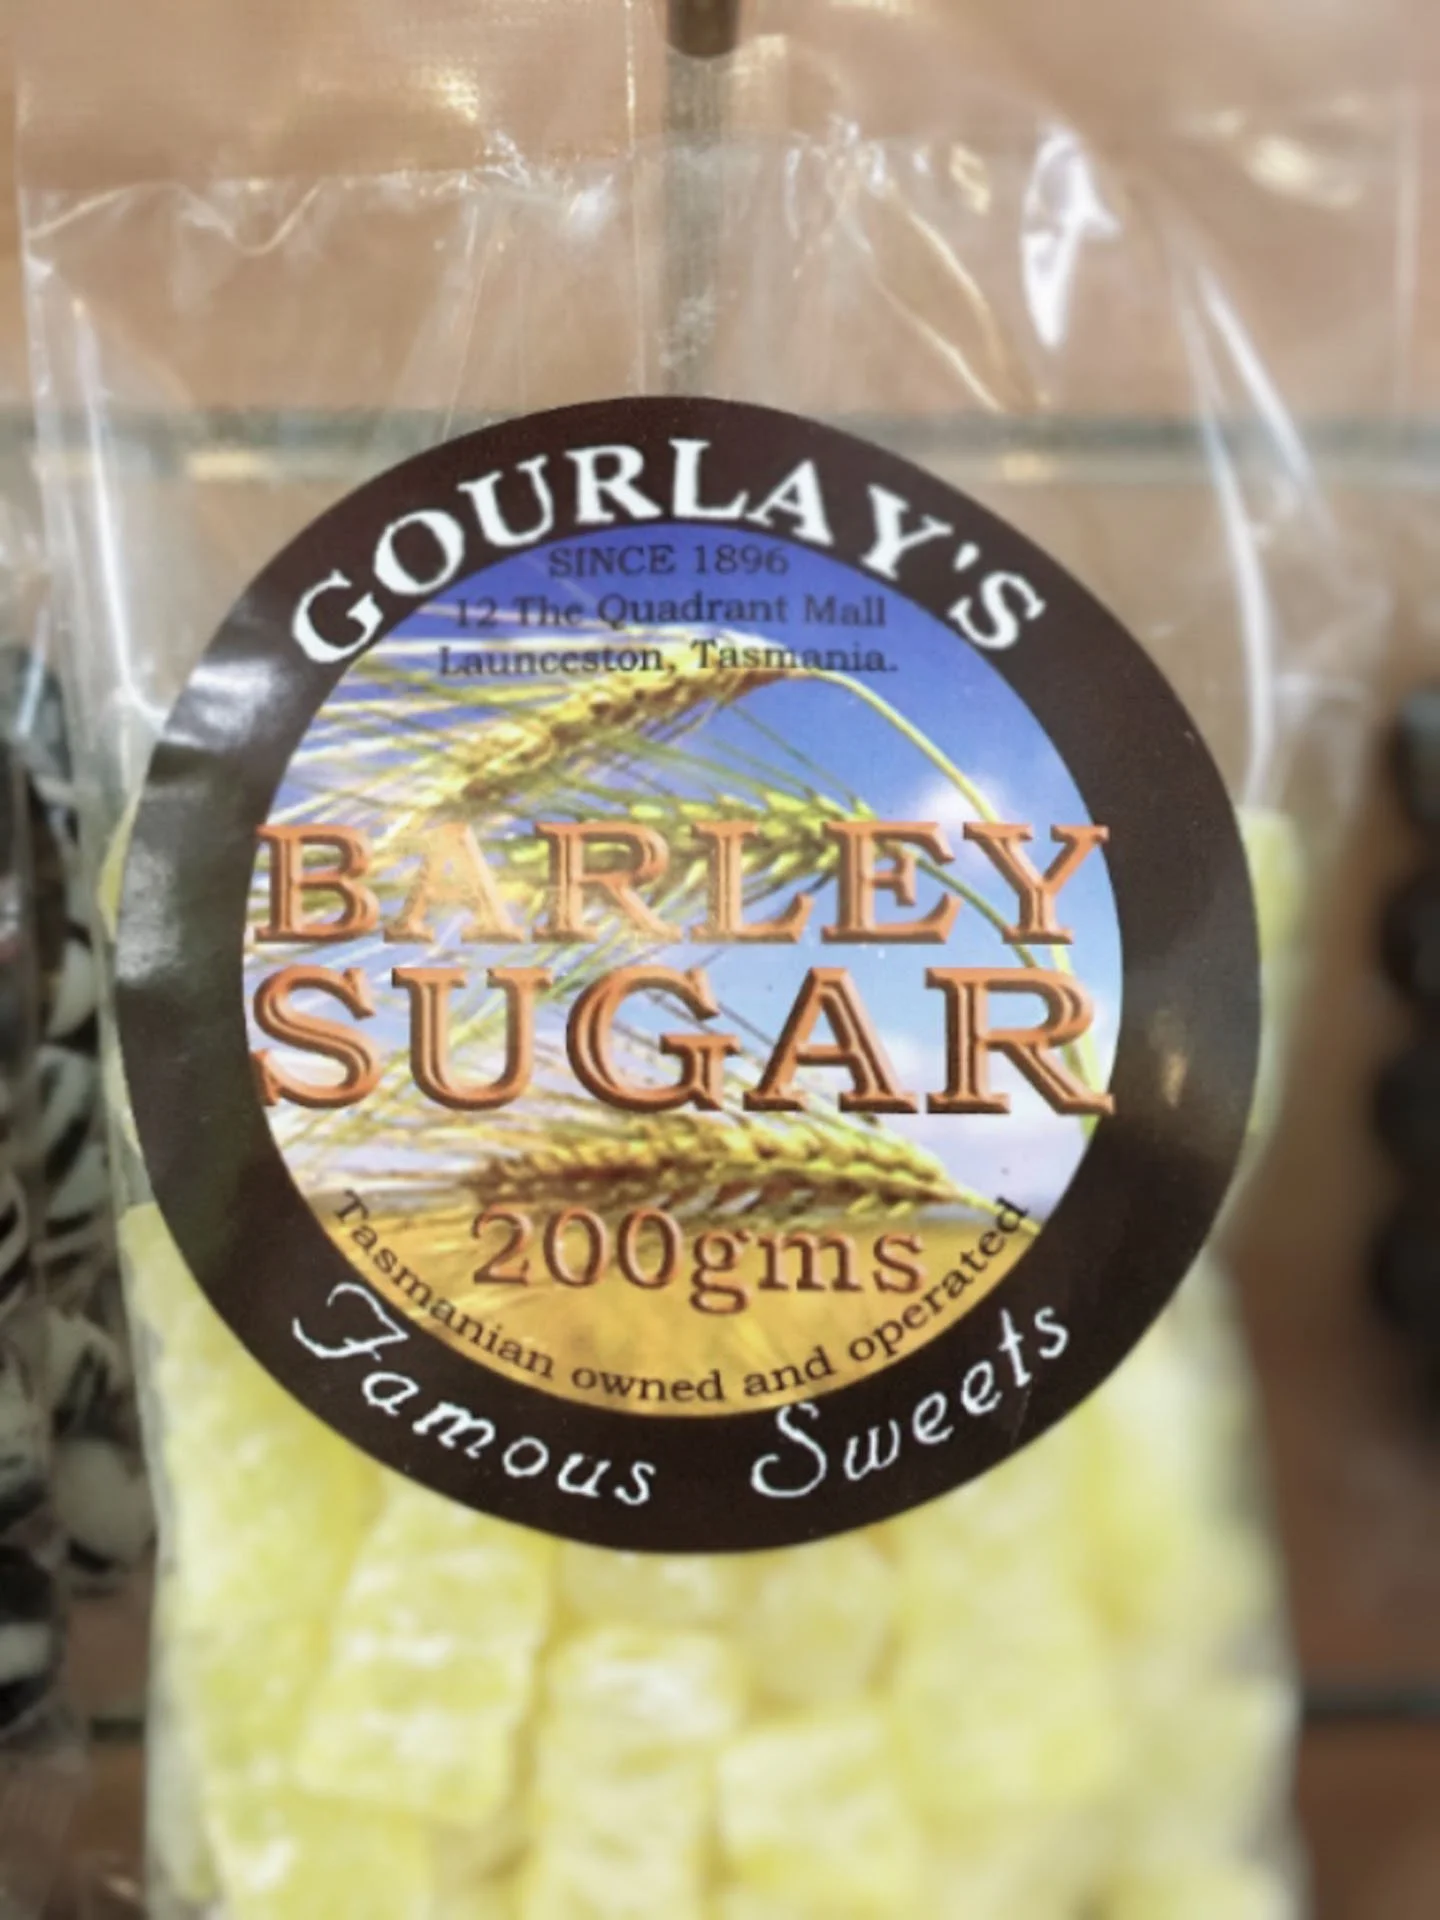 GOURLAY'S
SINCE 1896
12 The Quadrant Mall
Launceston, Tasmania.
BARLEY
SUGAR
200gms
Tasmanian owned and operated
Famous Sweets